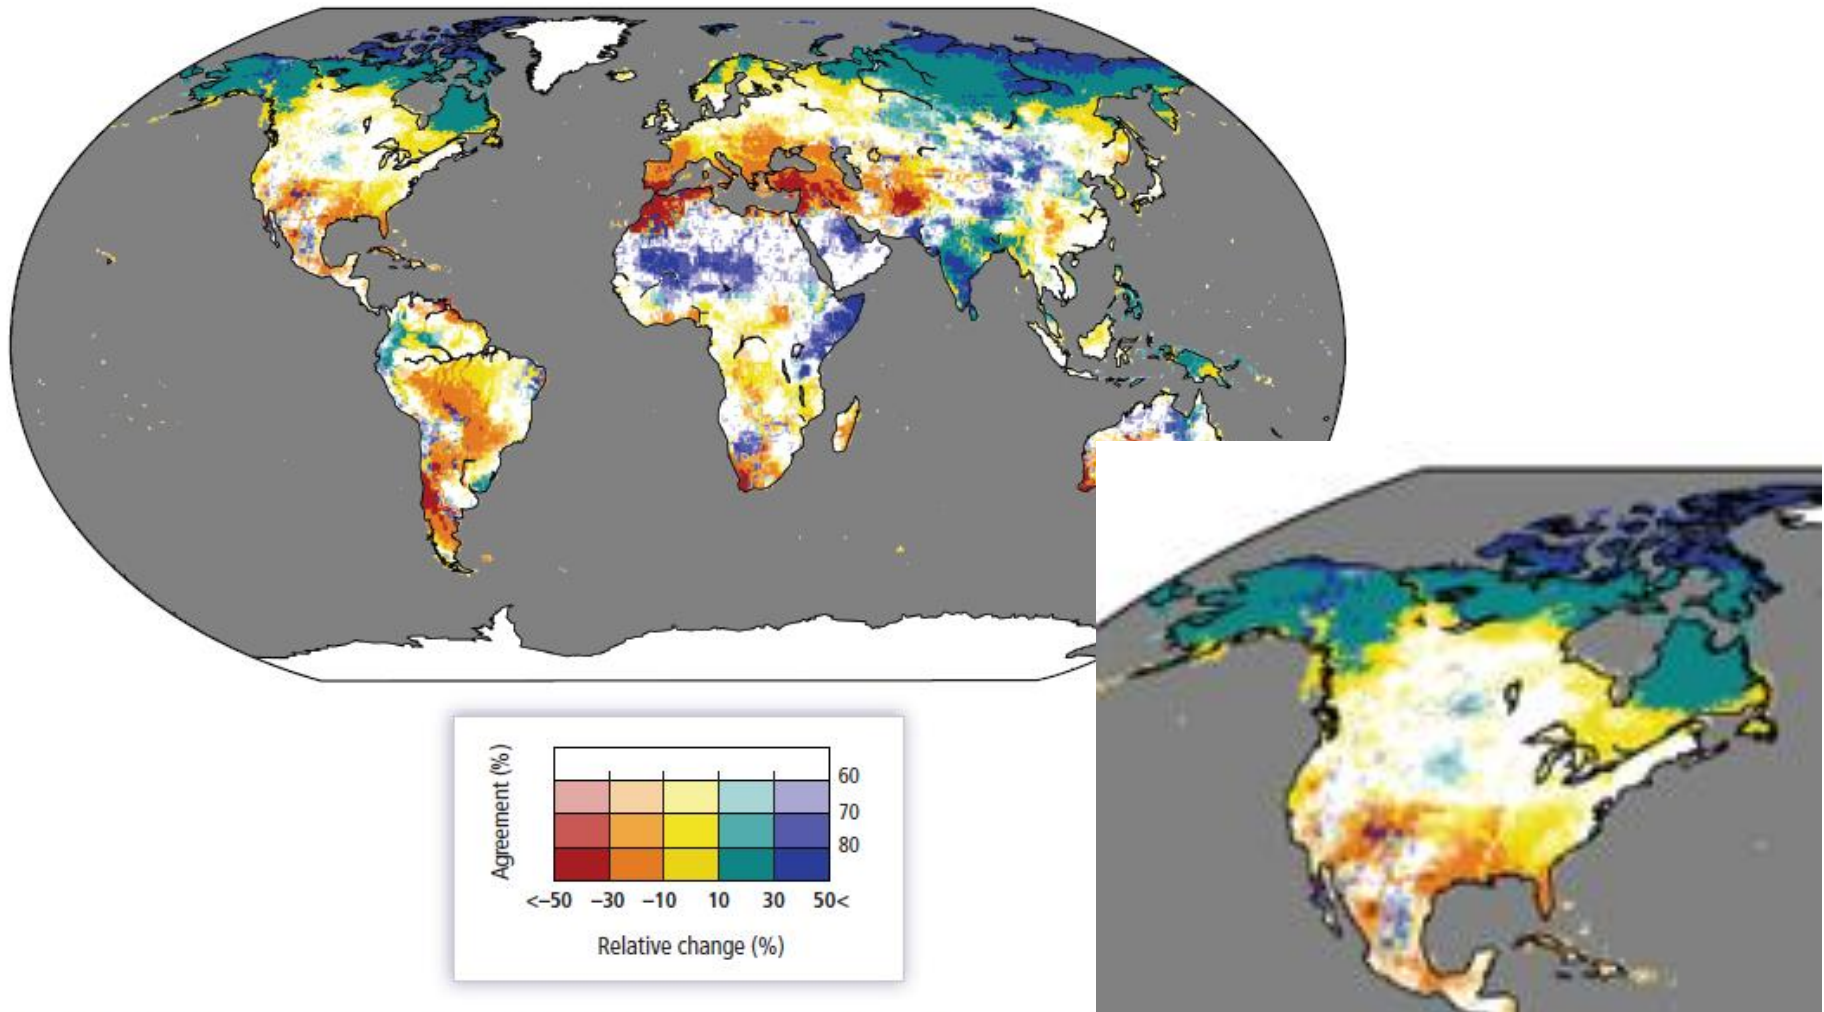 Agreement (%)
60
70
80
<–50 –30 –10 10 30 50<
Relative change (%)